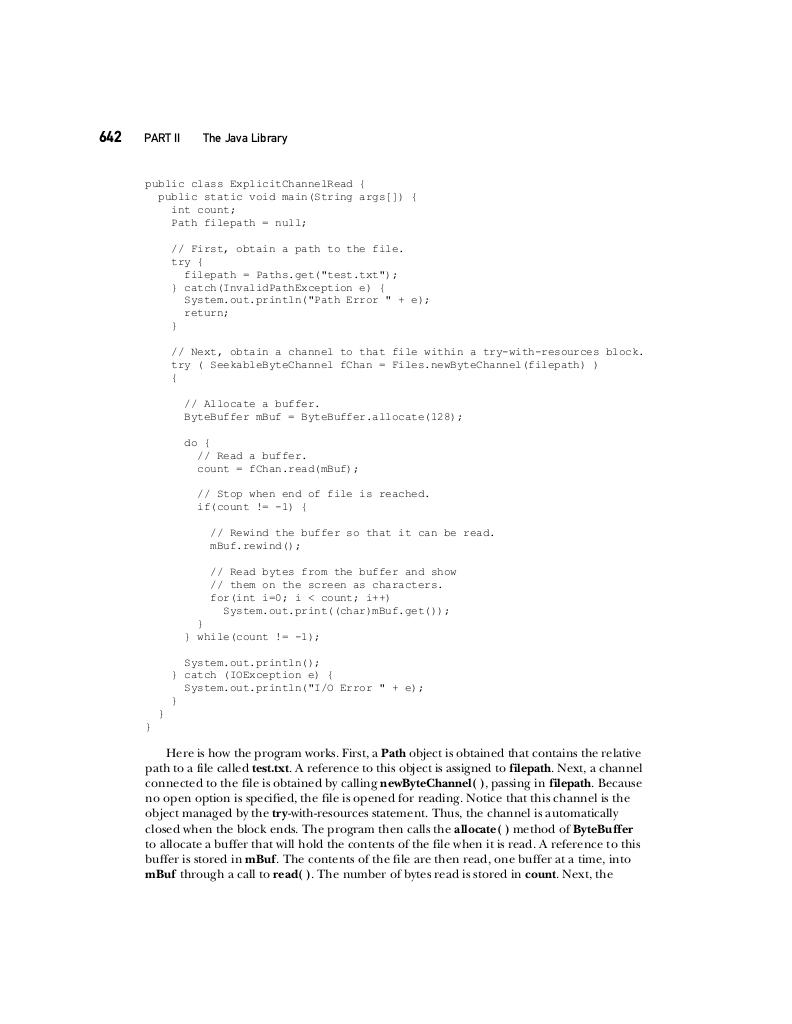 642 PART II The Java Library
public class ExplicitChannelRead {
  public static void main(String args[]) {
    int count;
    Path filepath = null;

    // First, obtain a path to the file.
    try {
      filepath = Paths.get("test.txt");
    } catch(InvalidPathException e) {
      System.out.println("Path Error " + e);
      return;
    }

    // Next, obtain a channel to that file within a try-with-resources block.
    try ( SeekableByteChannel fChan = Files.newByteChannel(filepath) )
    {

      // Allocate a buffer.
      ByteBuffer mBuf = ByteBuffer.allocate(128);

      do {
        // Read a buffer.
        count = fChan.read(mBuf);

        // Stop when end of file is reached.
        if(count != -1) {

          // Rewind the buffer so that it can be read.
          mBuf.rewind();

          // Read bytes from the buffer and show
          // them on the screen as characters.
          for(int i=0; i < count; i++)
            System.out.print((char)mBuf.get());
        }
      } while(count != -1);

      System.out.println();
    } catch (IOException e) {
      System.out.println("I/O Error " + e);
    }
  }
}
Here is how the program works. First, a Path object is obtained that contains the relative
path to a file called test.txt. A reference to this object is assigned to filepath. Next, a channel
connected to the file is obtained by calling newByteChannel( ), passing in filepath. Because
no open option is specified, the file is opened for reading. Notice that this channel is the
object managed by the try-with-resources statement. Thus, the channel is automatically
closed when the block ends. The program then calls the allocate( ) method of ByteBuffer
to allocate a buffer that will hold the contents of the file when it is read. A reference to this
buffer is stored in mBuf. The contents of the file are then read, one buffer at a time, into
mBuf through a call to read( ). The number of bytes read is stored in count. Next, the